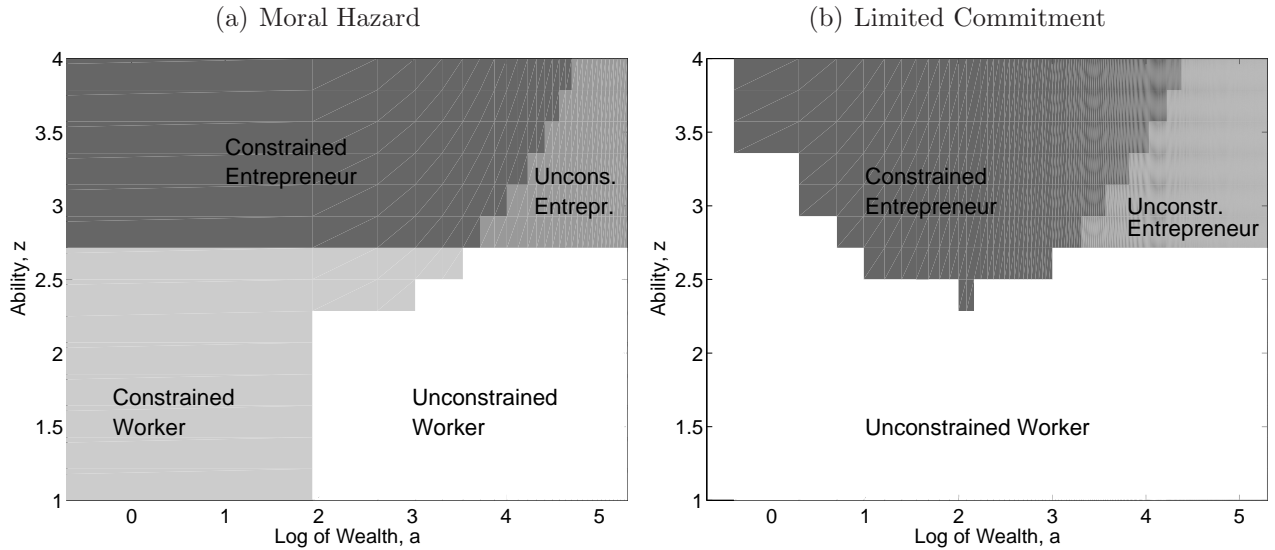 (a) Moral Hazard
4
3.5
3
2.5
2
1.5
1
Ability, z
Constrained
Entrepreneur
Uncons.
Entrepr.
Constrained
Worker
Unconstrained
Worker
0 1 2 3 4 5
Log of Wealth, a
(b) Limited Commitment
4
3.5
3
2.5
2
1.5
1
Ability, z
Constrained
Entrepreneur
Unconstr.
Entrepreneur
Unconstrained Worker
0 1 2 3 4 5
Log of Wealth, a